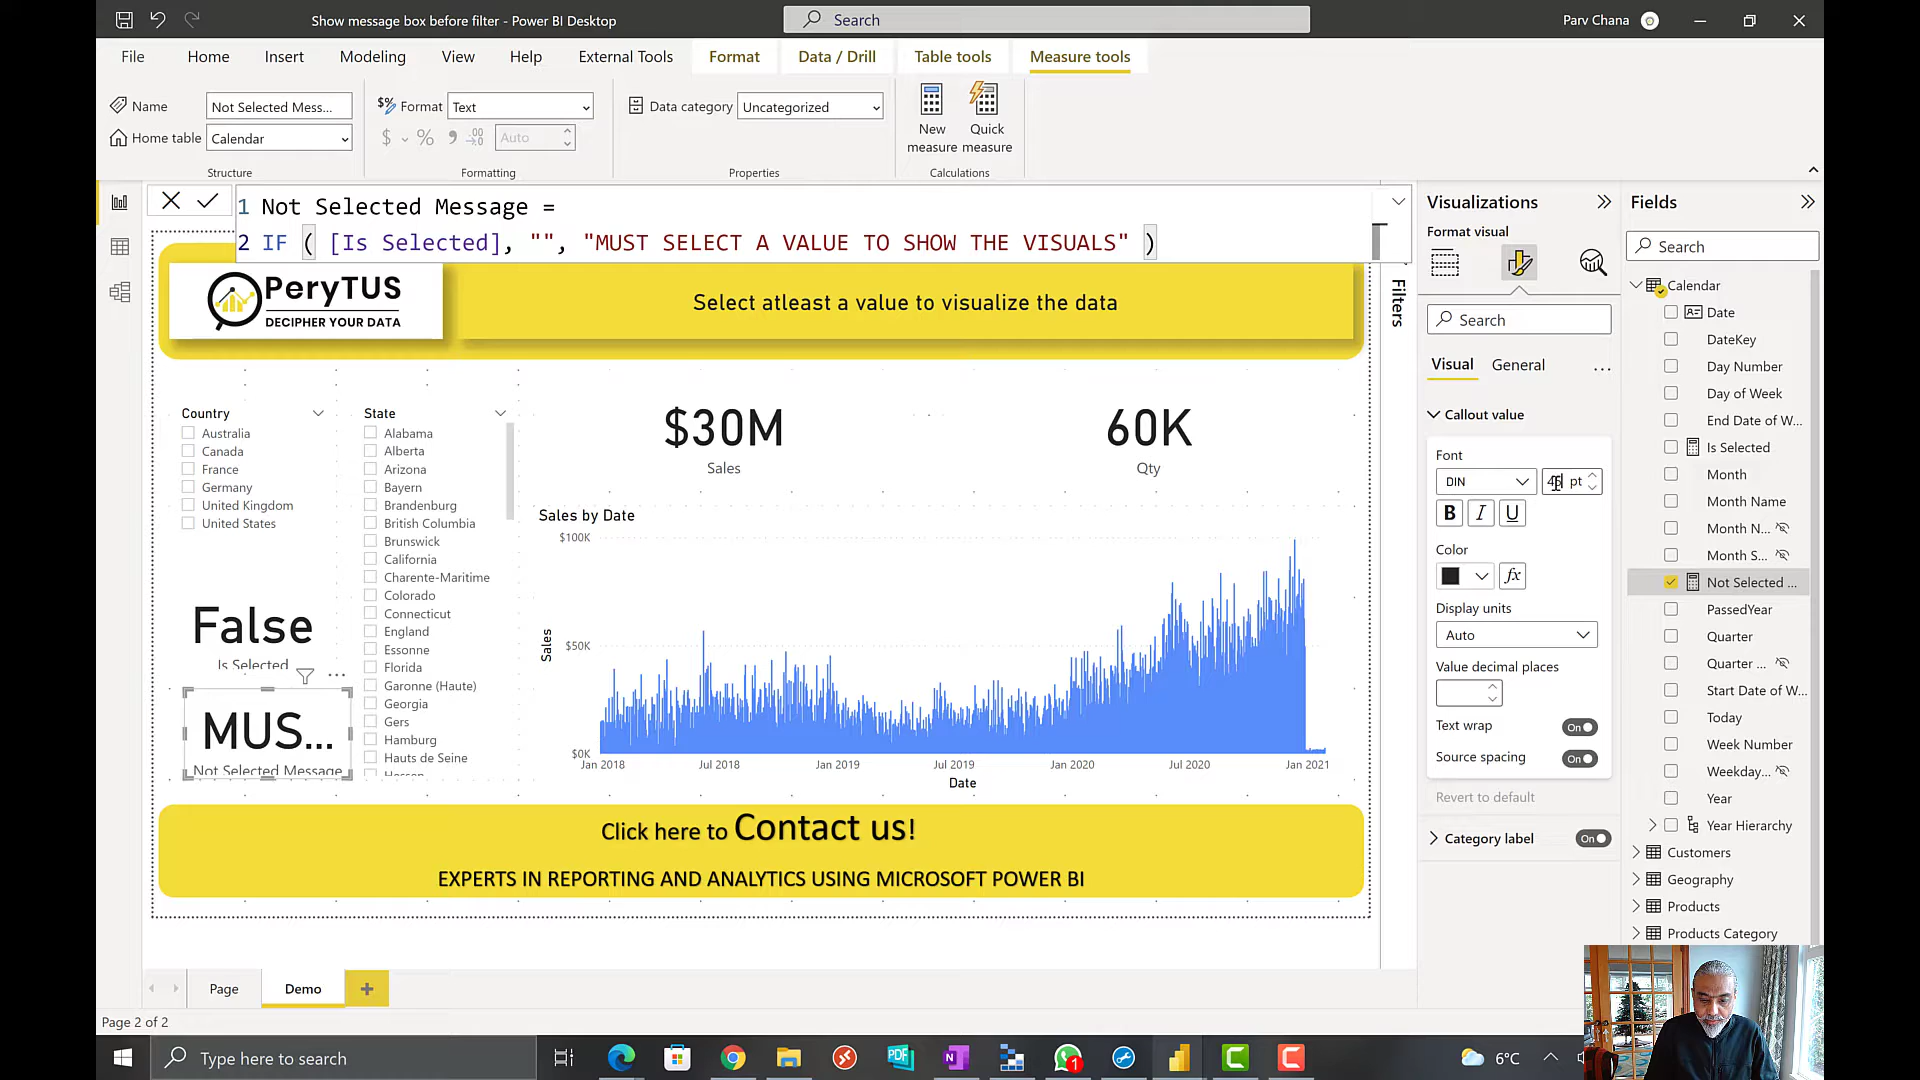 Show message box before filter - Power BI Desktop
Search
Parv Chana
File Home Insert Modeling View Help External Tools Format Data / Drill Table tools Measure tools
Name Not Selected Mess...
Home table Calendar
Structure
$% Format Text
$ % Auto
Formatting
Data category Uncategorized
Properties
New measure
Quick measure
Calculations
1 Not Selected Message =
2 IF ( [Is Selected], "", "MUST SELECT A VALUE TO SHOW THE VISUALS" )
PeryTUS
DECIPHER YOUR DATA
Select atleast a value to visualize the data
Country
Australia
Canada
France
Germany
United Kingdom
United States
State
Alabama
Alberta
Arizona
Bayern
Brandenburg
British Columbia
Brunswick
California
Charente-Maritime
Colorado
Connecticut
England
Essonne
Florida
Garonne (Haute)
Georgia
Gers
Hamburg
Hauts de Seine
Hessen
False
Is Selected
MUS...
Not Selected Message
$30M
Sales
60K
Qty
Sales by Date
$100K
$50K
$0K
Sales
Jan 2018 Jul 2018 Jan 2019 Jul 2019 Jan 2020 Jul 2020 Jan 2021
Date
Click here to Contact us!
EXPERTS IN REPORTING AND ANALYTICS USING MICROSOFT POWER BI
Filters
Visualizations
Format visual
Search
Visual General ...
Callout value
Font
DIN pt
B I U
Color
fx
Display units
Auto
Value decimal places
Text wrap On
Source spacing On
Revert to default
Category label On
Fields
Search
Calendar
Date
DateKey
Day Number
Day of Week
End Date of W...
Is Selected
Month
Month Name
Month N...
Month S...
Not Selected ...
PassedYear
Quarter
Quarter ...
Start Date of W...
Today
Week Number
Weekday...
Year
Year Hierarchy
Customers
Geography
Products
Products Category
Page Demo +
Page 2 of 2
Type here to search
PDF
N
1
C
C
6°C